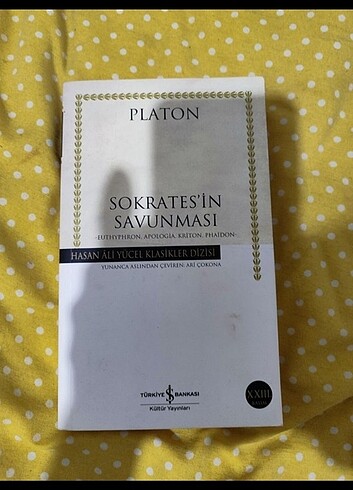 PLATON
SOKRATES'İN
SAVUNMASI
-EUTHYPHRON, APOLOGIA, KRİTON, PHAİDON-
HASAN ÂLİ YÜCEL KLASİKLER DİZİSİ
YUNANCA ASLINDAN ÇEVİREN: ARİ ÇOKONA
TÜRKİYE İŞ BANKASI
Kültür Yayınları
XXIII
BASIM